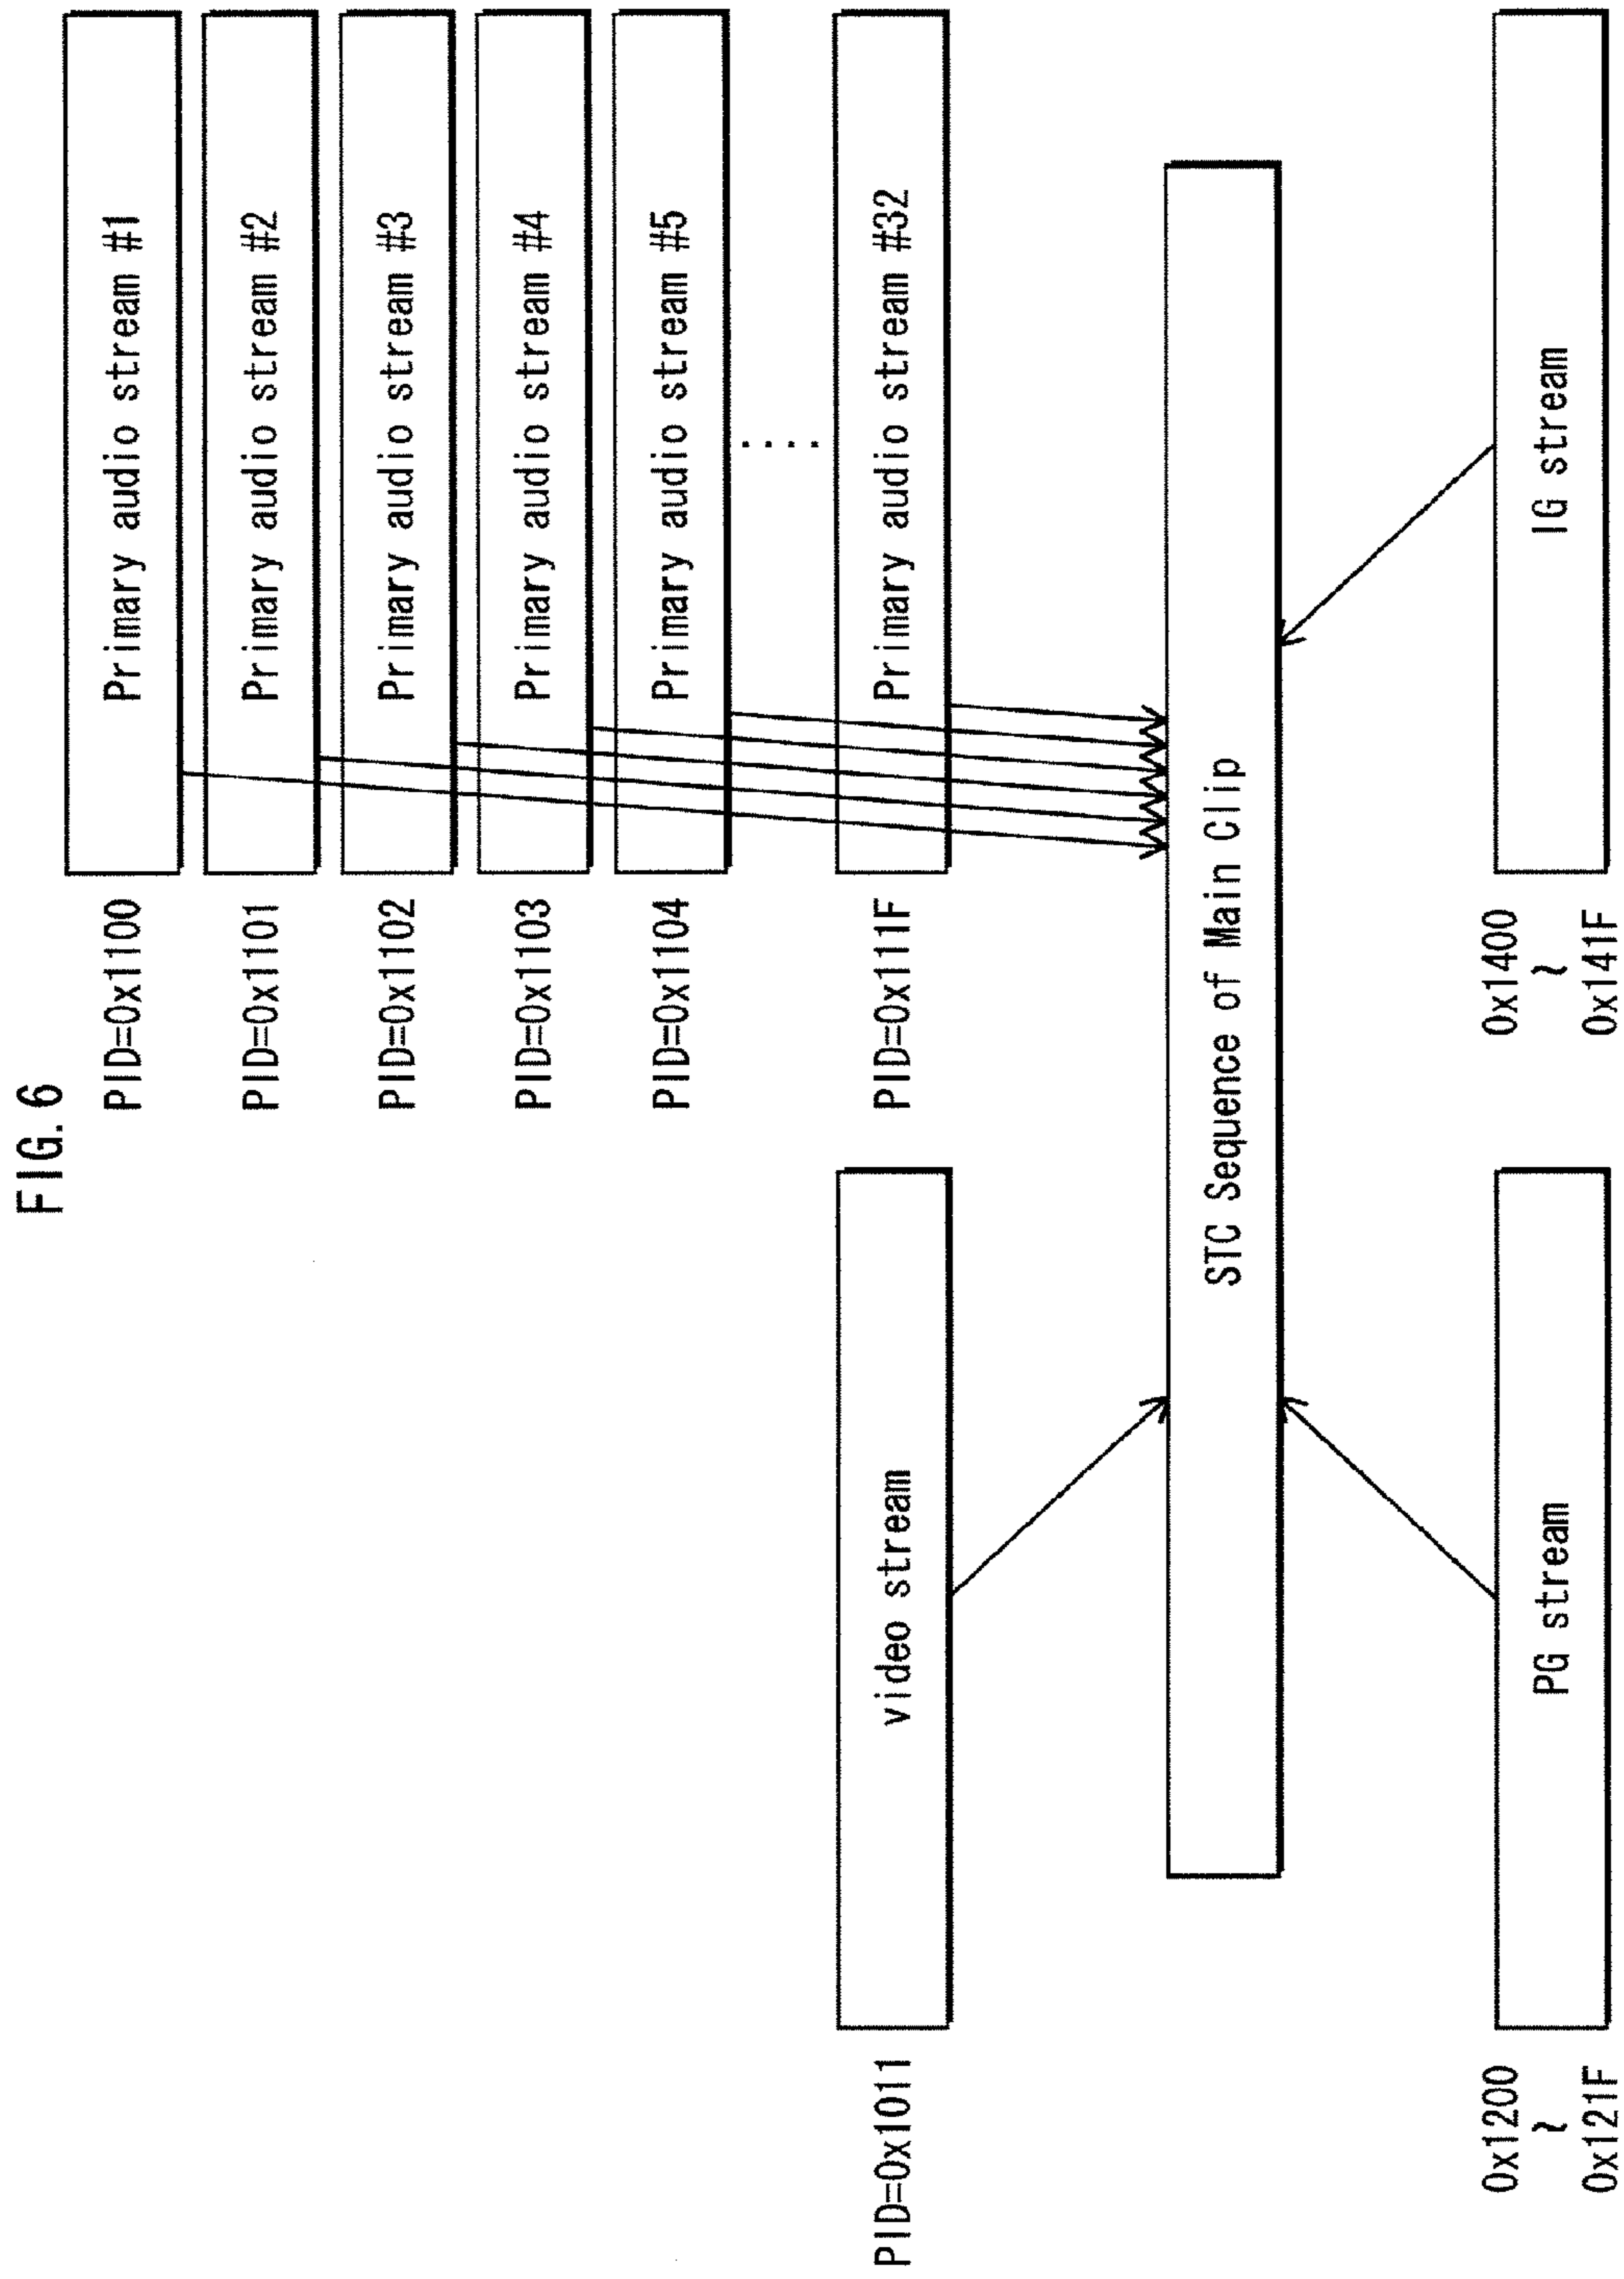 FIG. 6
PID=0x1100
Primary audio stream #1
PID=0x1101
Primary audio stream #2
PID=0x1102
Primary audio stream #3
PID=0x1103
Primary audio stream #4
PID=0x1104
Primary audio stream #5
....
PID=0x1011
video stream
PID=0x111F
Primary audio stream #32
STC Sequence of Main Clip
0x1200
~
0x121F
PG stream
0x1400
~
0x141F
IG stream